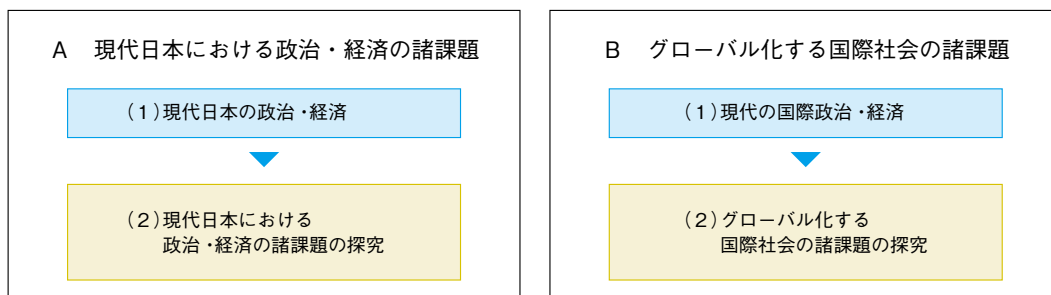 A　現代日本における政治・経済の諸課題
（1）現代日本の政治・経済
（2）現代日本における
政治・経済の諸課題の探究
B　グローバル化する国際社会の諸課題
（1）現代の国際政治・経済
（2）グローバル化する
国際社会の諸課題の探究